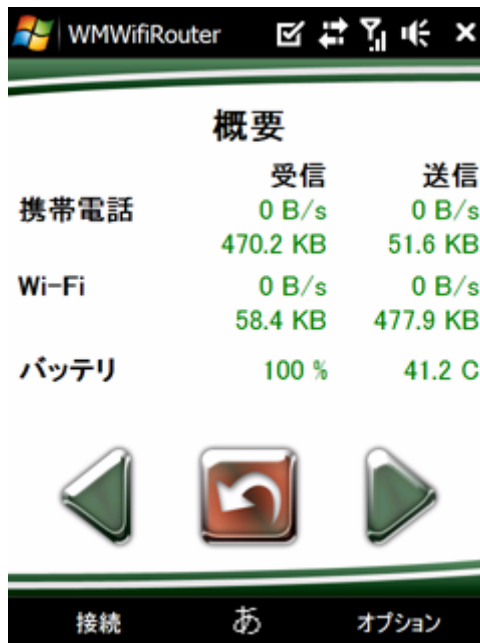 WMWifiRouter
概要
受信 送信
携帯電話 0 B/s 0 B/s
470.2 KB 51.6 KB
Wi-Fi 0 B/s 0 B/s
58.4 KB 477.9 KB
バッテリ 100 % 41.2 C
接続 あ オプション